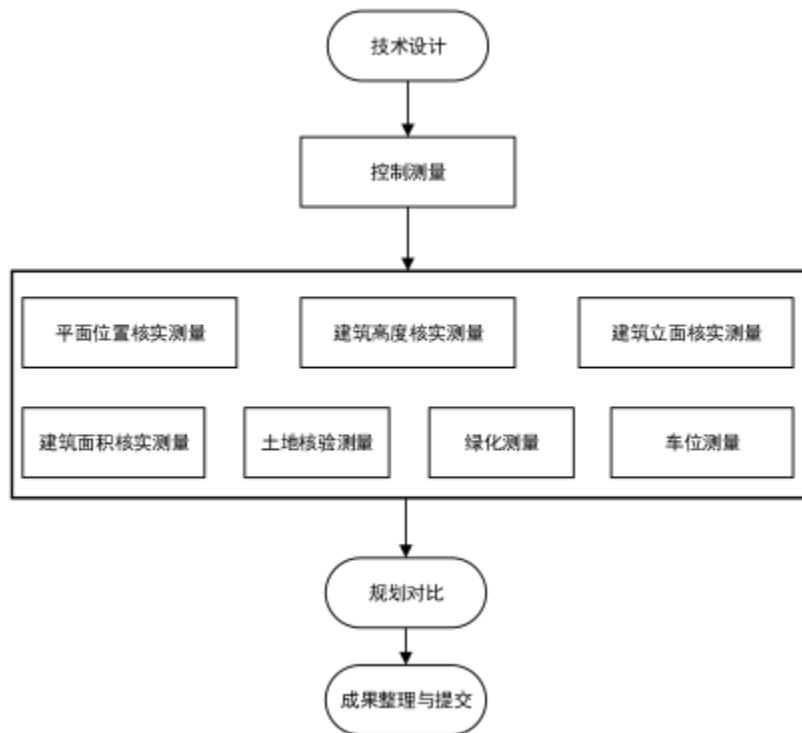 技术设计
控制测量
平面位置核实测量
建筑高度核实测量
建筑立面核实测量
建筑面积核实测量
土地核验测量
绿化测量
车位测量
规划对比
成果整理与提交